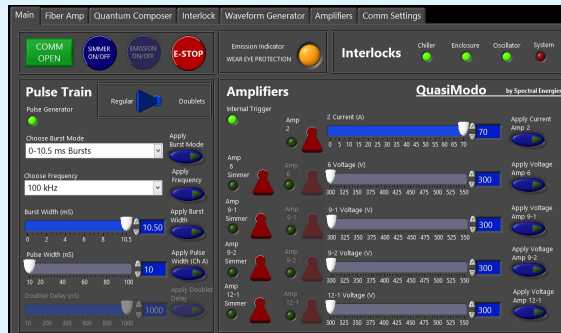 Main Fiber Amp Quantum Composer Interlock Waveform Generator Amplifiers Comm Settings
COMM OPEN
SIMMER ON/OFF
EMISSION ON/OFF
E-STOP
Emission Indicator
WEAR EYE PROTECTION
Interlocks
Chiller Enclosure Oscillator System
Pulse Train
Pulse Generator
Regular Doublets
Choose Burst Mode
0-10.5 ms Bursts
Apply
Burst Mode
Choose Frequency
100 kHz
Apply
Frequency
Burst Width (mS)
10.50
0 2 4 6 8 10.5
Apply Burst
Width
Pulse Width (nS)
10
10 20 40 60 80 100
Apply Pulse
Width (Ch A)
Doublet Delay (nS)
1000
100 200 400 600 800 1000
Apply Doublet
Delay
Amplifiers
QuasiModo by Spectral Energies
Internal Trigger
Amp
2
2 Current (A)
70
0 5 10 15 20 25 30 35 40 45 50 55 60 65 70
Apply Current
Amp 2
Amp
6
Simmer
Amp
6
6 Voltage (V)
300
300 325 350 375 400 425 450 475 500 525 550
Apply Voltage
Amp 6
Amp
9-1
Simmer
Amp
9-1
9-1 Voltage (V)
300
300 325 350 375 400 425 450 475 500 525 550
Apply Voltage
Amp 9-1
Amp
9-2
Simmer
Amp
9-2
9-2 Voltage (V)
300
300 325 350 375 400 425 450 475 500 525 550
Apply Voltage
Amp 9-2
Amp
12-1
Simmer
Amp
12-1
12-1 Voltage (V)
300
300 325 350 375 400 425 450 475 500 525 550
Apply Voltage
Amp 12-1